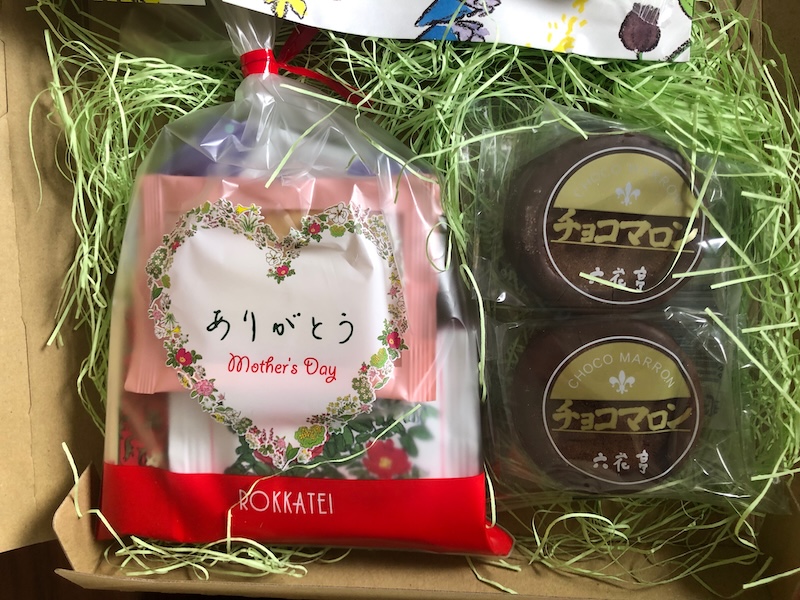 ありがとう
Mother's Day
ROKKATEI
チョコマロン
六花亭
CHOCO MARRON
チョコマロン
六花亭